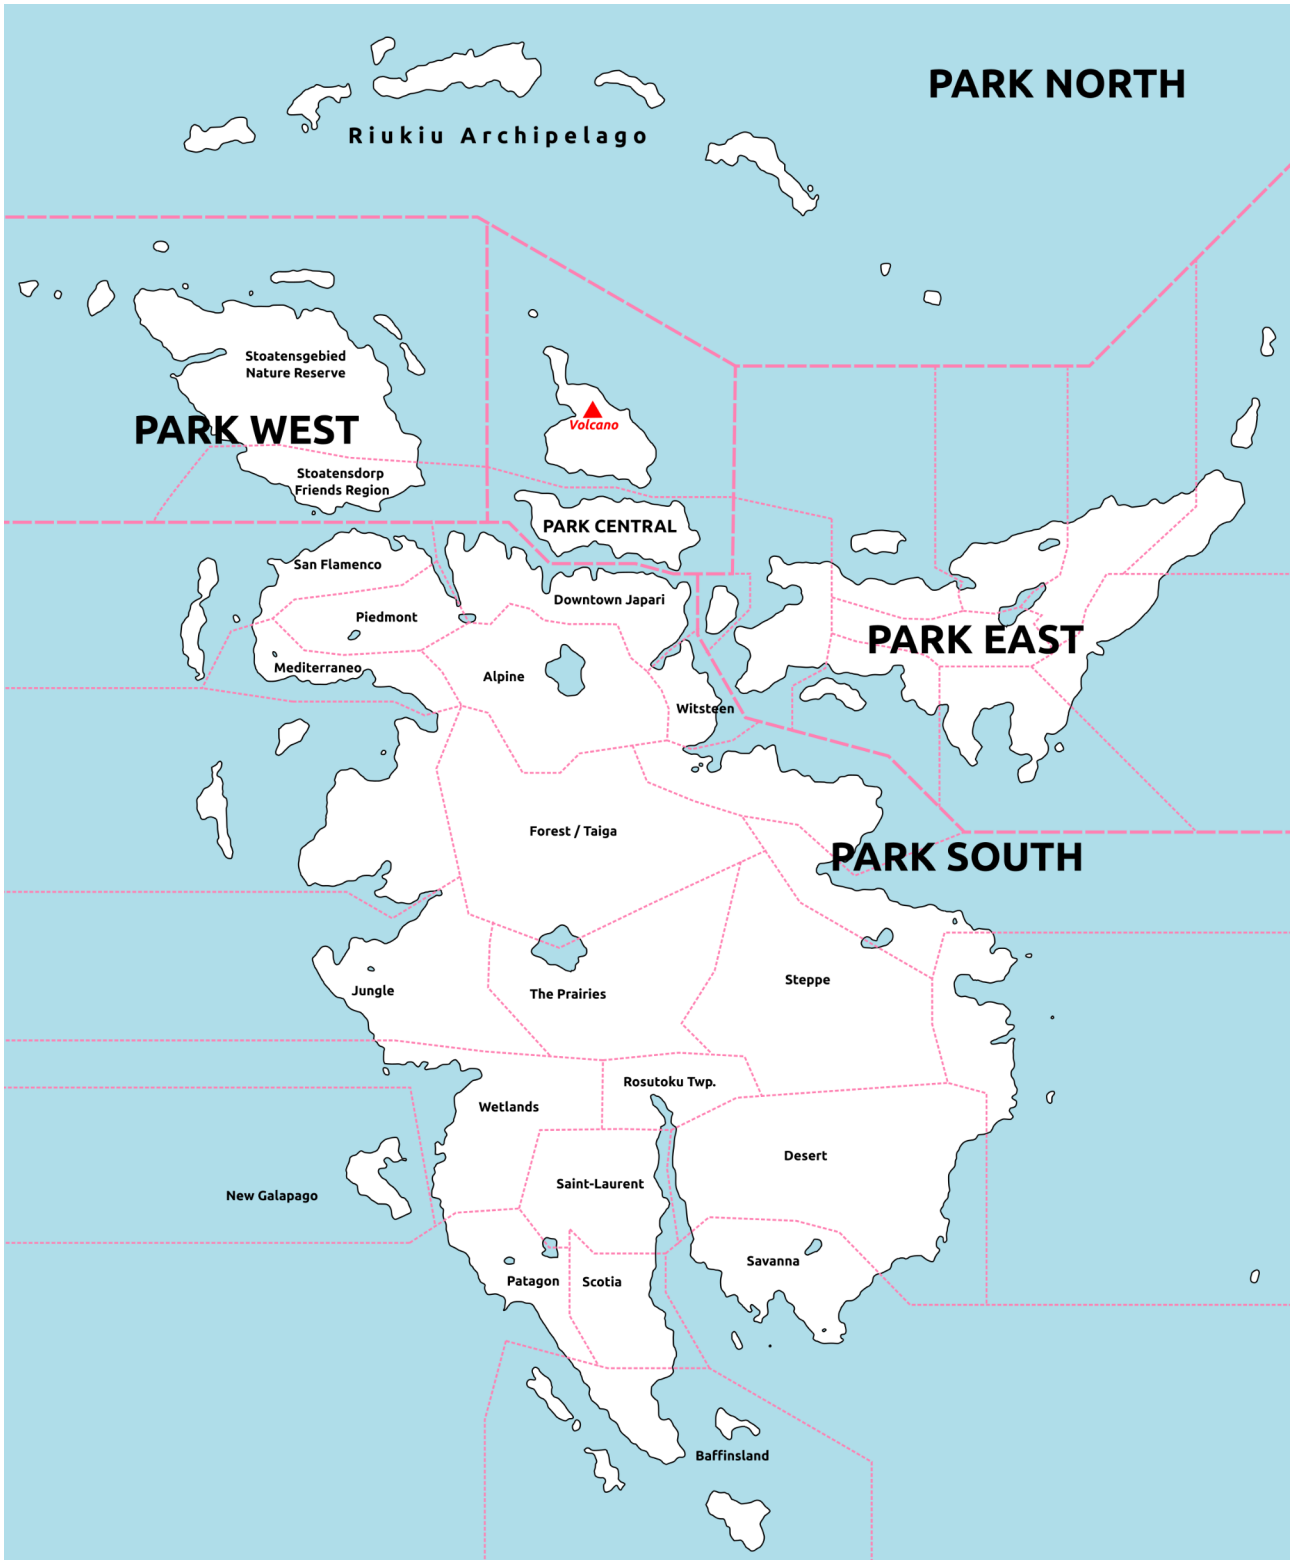 PARK NORTH
Riukiu Archipelago
Stoatensgebied
Nature Reserve
PARK WEST
Volcano
Stoatensdorp
Friends Region
PARK CENTRAL
San Flamenco
Downtown Japari
Piedmont
PARK EAST
Mediterraneo
Alpine
Witsteen
Forest / Taiga
PARK SOUTH
Steppe
Jungle
The Prairies
Rosutoku Twp.
Wetlands
Desert
Saint-Laurent
New Galapago
Savanna
Patagon
Scotia
Baffinsland